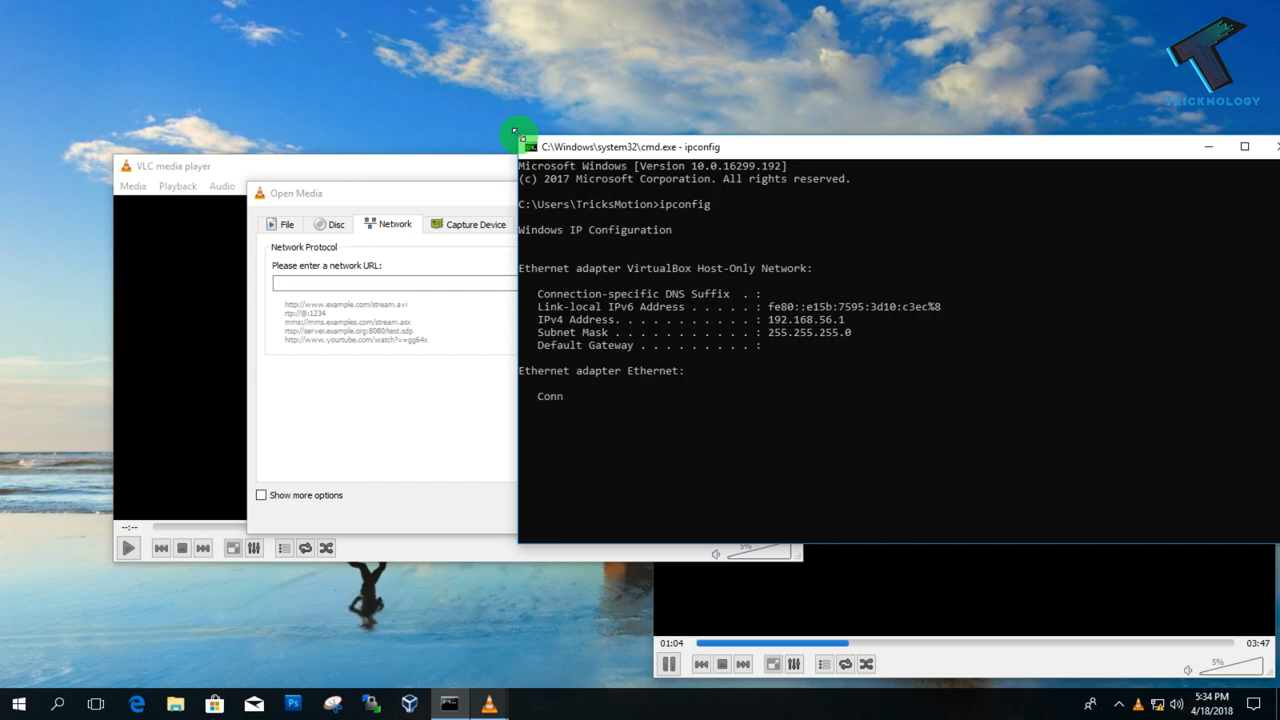 TRICKNOLOGY
C:\Windows\system32\cmd.exe - ipconfig
Microsoft Windows [Version 10.0.16299.192]
(c) 2017 Microsoft Corporation. All rights reserved.
C:\Users\TricksMotion>ipconfig
Windows IP Configuration
Ethernet adapter VirtualBox Host-Only Network:
Connection-specific DNS Suffix . :
Link-local IPv6 Address . . . . . : fe80::e15b:7595:3d10:c3ec%8
IPv4 Address. . . . . . . . . . . : 192.168.56.1
Subnet Mask . . . . . . . . . . . : 255.255.255.0
Default Gateway . . . . . . . . . :
Ethernet adapter Ethernet:
Conn
VLC media player
Media Playback Audio
Open Media
File Disc Network Capture Device
Network Protocol
Please enter a network URL:
http://www.example.com/stream.avi
rtp://@:1234
mms://mms.examples.com/stream.asx
rtsp://server.example.org:8080/test.sdp
http://www.yourtube.com/watch?v=gg64x
Show more options
--:--
5%
01:04 03:47
5%
Ps
5:34 PM
4/18/2018